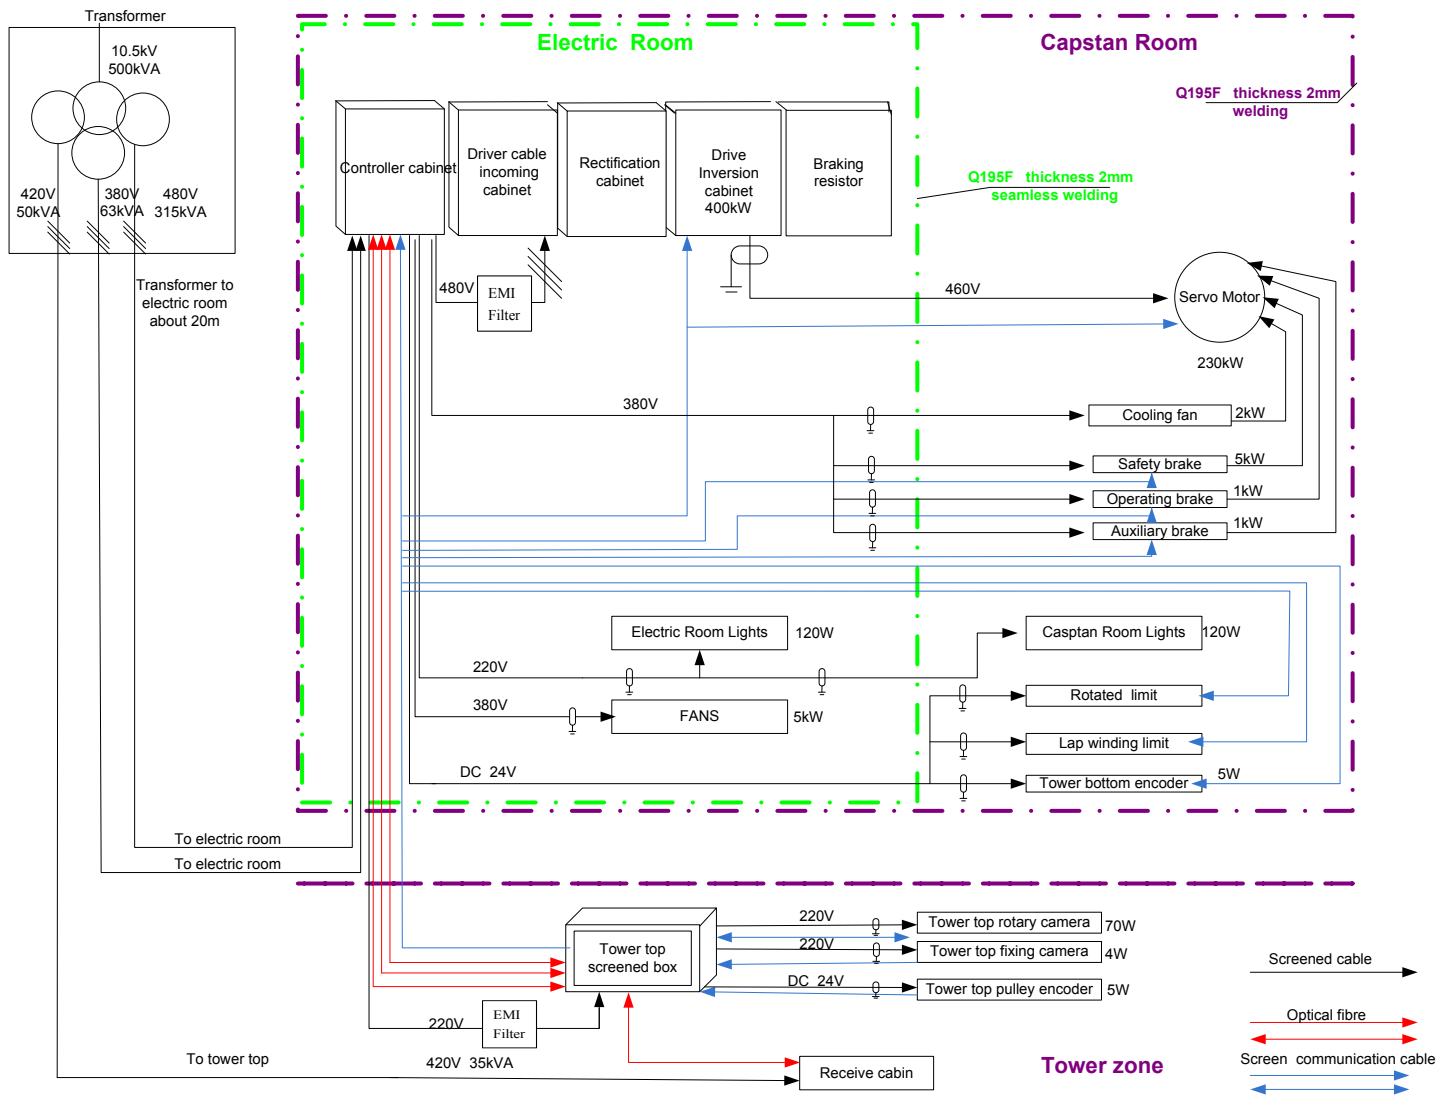 Transformer
10.5kV
500kVA
420V
50kVA
380V
63kVA
480V
315kVA
Transformer to
electric room
about 20m
Electric Room
Capstan Room
Q195F thickness 2mm
welding
Q195F thickness 2mm
seamless welding
Controller cabinet
Driver cable
incoming
cabinet
Rectification
cabinet
Drive
Inversion
cabinet
400kW
Braking
resistor
480V
EMI
Filter
460V
Servo Motor
230kW
380V
Cooling fan
2kW
Safety brake
5kW
Operating brake
1kW
Auxiliary brake
1kW
Electric Room Lights
120W
Casptan Room Lights
120W
220V
Rotated limit
380V
FANS
5kW
Lap winding limit
DC 24V
Tower bottom encoder
5W
To electric room
To electric room
Tower top
screened box
220V
Tower top rotary camera
70W
220V
Tower top fixing camera
4W
DC 24V
Tower top pulley encoder
5W
220V
EMI
Filter
To tower top
420V 35kVA
Receive cabin
Tower zone
Screened cable
Optical fibre
Screen communication cable